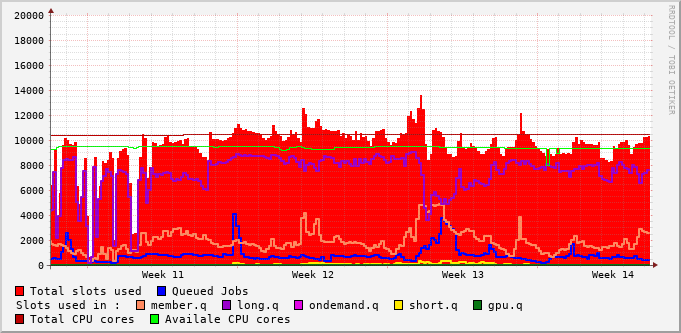 20000
18000
16000
14000
12000
10000
8000
6000
4000
2000
0
Week 11 Week 12 Week 13 Week 14
Total slots used Queued Jobs
Slots used in : member.q long.q ondemand.q short.q gpu.q
Total CPU cores Availale CPU cores
RRDTOOL / TOBI OETIKER